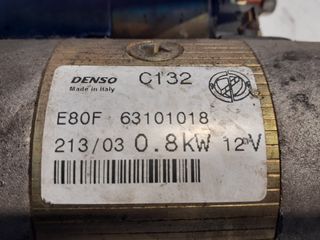 DENSO C132
Made in Italy
E80F 63101018
213/03 0.8kW 12V